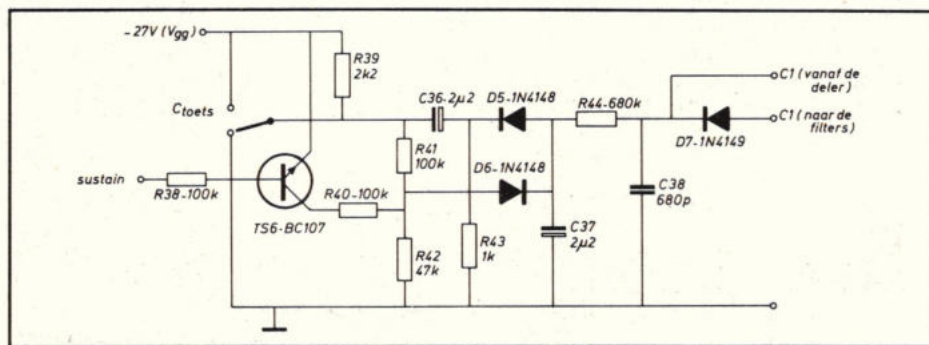 -27V (Vgg)
R39
2k2
Ctoets
C36-2µ2
D5-1N4148
R44-680k
C1 (vanaf de
deler)
C1 (naar de
filters)
D7-1N4149
R41
100k
D6-1N4148
sustain
R38-100k
R40-100k
C38
680p
TS6-BC107
R42
47k
R43
1k
C37
2µ2